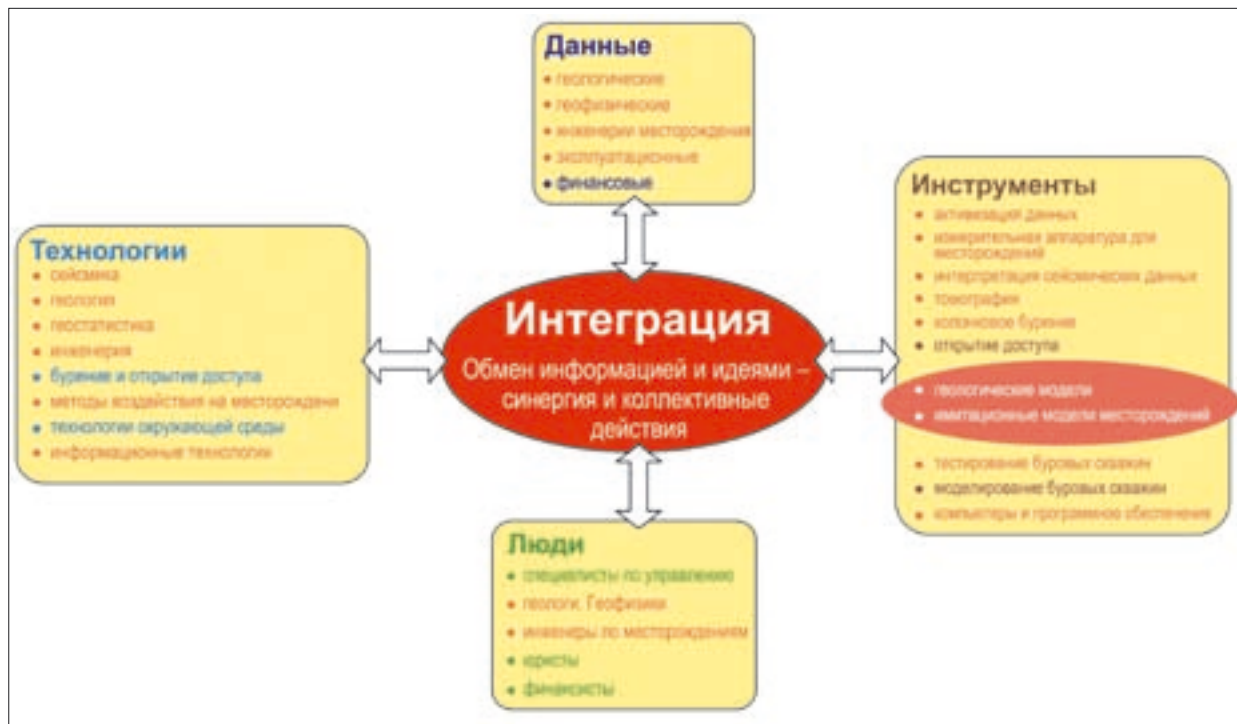 Данные
• геологические
• геофизические
• инженерии месторождения
• эксплуатационные
• финансовые
Технологии
• сейсмика
• геология
• геостатистика
• инженерия
• бурение и открытие доступа
• методы воздействия на месторождени
• технологии окружающей среды
• информационные технологии
Интеграция
Обмен информацией и идеями –
синергия и коллективные
действия
Инструменты
• активизация данных
• измерительная аппаратура для
месторождений
• интерпретация сейсмических данных
• томография
• колонковое бурение
• открытие доступа
• геологические модели
• имитационные модели месторождений
• тестирование буровых скважин
• моделирование буровых скважин
• компьютеры и програмное обеспечение
Люди
• специалисты по управлению
• геологи. Геофизики
• инженеры по месторождениям
• юристы
• финансисты